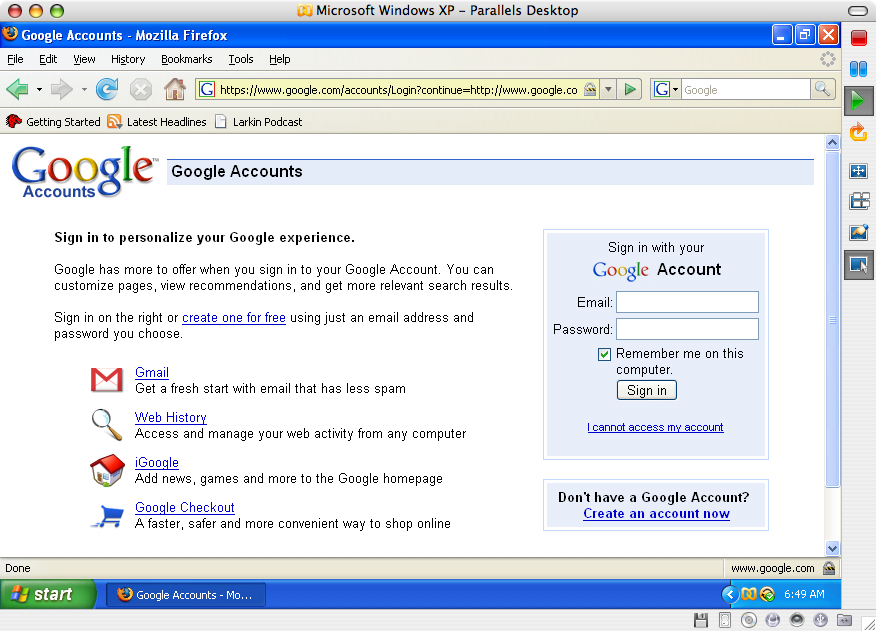 Microsoft Windows XP – Parallels Desktop
Google Accounts - Mozilla Firefox
File Edit View History Bookmarks Tools Help
G https://www.google.com/accounts/Login?continue=http://www.google.co G Google
Getting Started Latest Headlines Larkin Podcast
Google™
Accounts
Google Accounts
Sign in to personalize your Google experience.
Google has more to offer when you sign in to your Google Account. You can
customize pages, view recommendations, and get more relevant search results.
Sign in on the right or create one for free using just an email address and
password you choose.
Gmail
Get a fresh start with email that has less spam
Web History
Access and manage your web activity from any computer
iGoogle
Add news, games and more to the Google homepage
Google Checkout
A faster, safer and more convenient way to shop online
Sign in with your
Google Account
Email:
Password:
Remember me on this
computer.
Sign in
I cannot access my account
Don't have a Google Account?
Create an account now
Done www.google.com
start Google Accounts - Mo... 6:49 AM